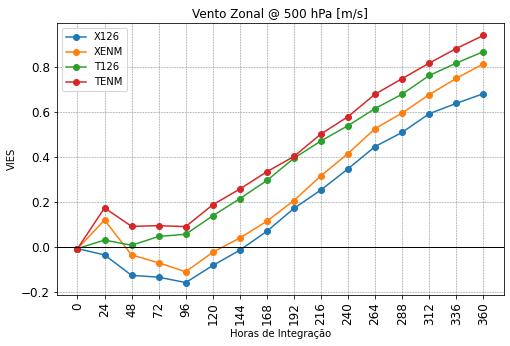 Vento Zonal @ 500 hPa [m/s]
X126
XENM
T126
TENM
VIES
0.8
0.6
0.4
0.2
0.0
−0.2
0 24 48 72 96 120 144 168 192 216 240 264 288 312 336 360
Horas de Integração